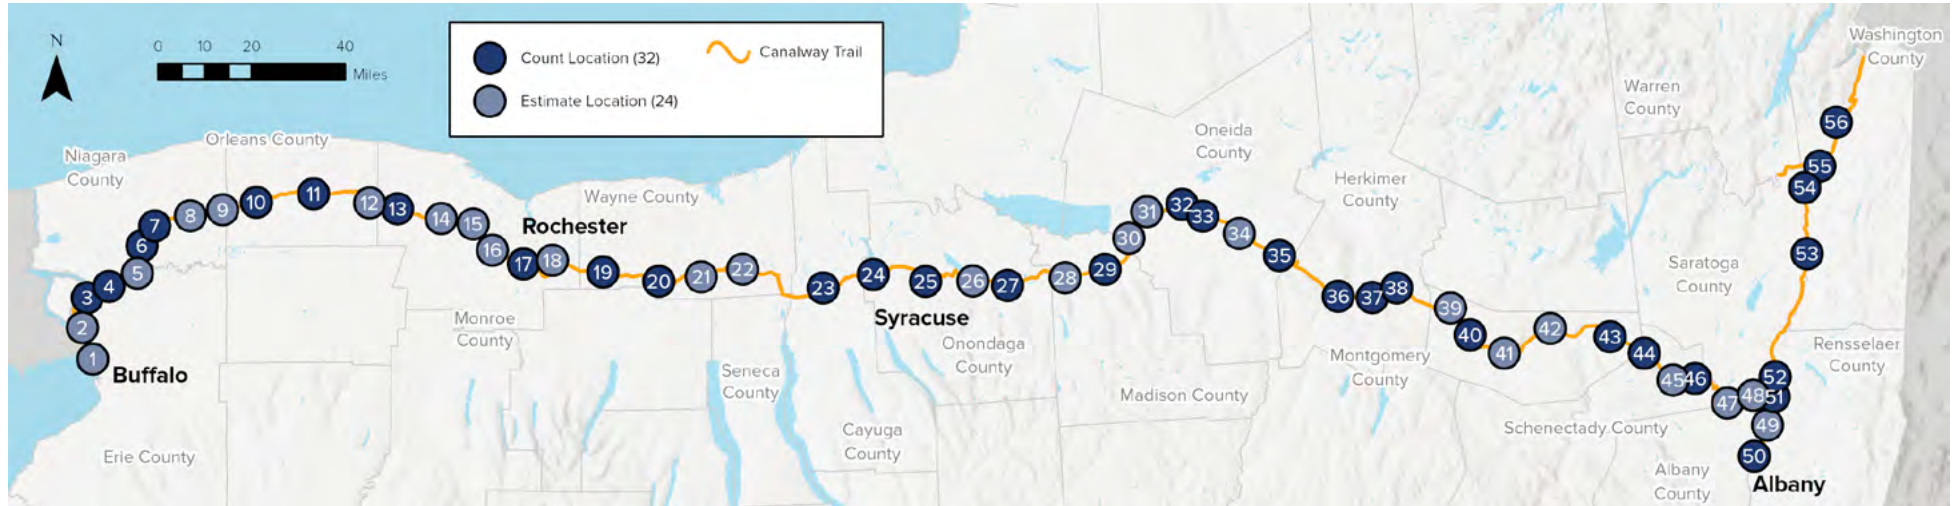 N
0 10 20 40
Miles
Count Location (32)
Canalway Trail
Estimate Location (24)
Washington
County
Warren
County
Orleans County
Niagara
County
Oneida
County
Herkimer
County
Wayne County
Rochester
Saratoga
County
Monroe
County
Syracuse
Onondaga
County
Seneca
County
Buffalo
Montgomery
County
Rensselaer
County
Madison County
Schenectady County
Cayuga
County
Erie County
Albany
County
Albany
1
2
3
4
5
6
7
8
9
10
11
12
13
14
15
16
17
18
19
20
21
22
23
24
25
26
27
28
29
30
31
32
33
34
35
36
37
38
39
40
41
42
43
44
45
46
47
48
49
50
51
52
53
54
55
56